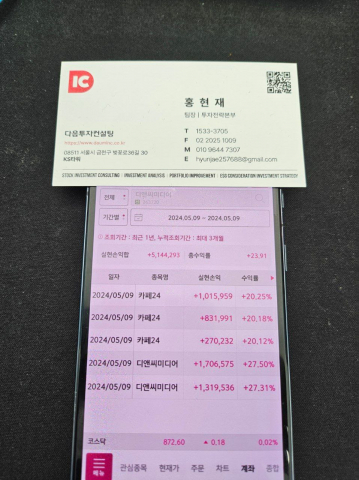 IC
홍 현 재
팀장 | 투자전략본부
다음투자컨설팅
T 1533-3705
F 02 2025 1009
M 010 9644 7307
E hyunjae257688@gmail.com
08511 서울시 금천구 벚꽃로36길 30
KS타워
STOCK INVESTMENT CONSULTING INVESTMENT ANALYSIS PORTFOLIO IMPROVEMENT ESG CONSIDERATION INVESTMENT STRATEGY
전체 디앤씨미디어
기간별 2024,05,09 ~ 2024,05,09
조회기간 : 최근 1년, 누적조회기간 : 최대 3개월
실현손익합 +5,144,293 총수익률 +23.91
일자 종목명 실현손익 수익률
2024/05/09 카페24 +1,015,959 +20.25%
2024/05/09 카페24 +831,991 +20.18%
2024/05/09 카페24 +270,232 +20.12%
2024/05/09 디앤씨미디어 +1,706,575 +27.50%
2024/05/09 디앤씨미디어 +1,319,536 +27.31%
코스닥 872.60 ▲ 0.18 0.02%
메뉴 관심종목 현재가 주문 차트 계좌 종합